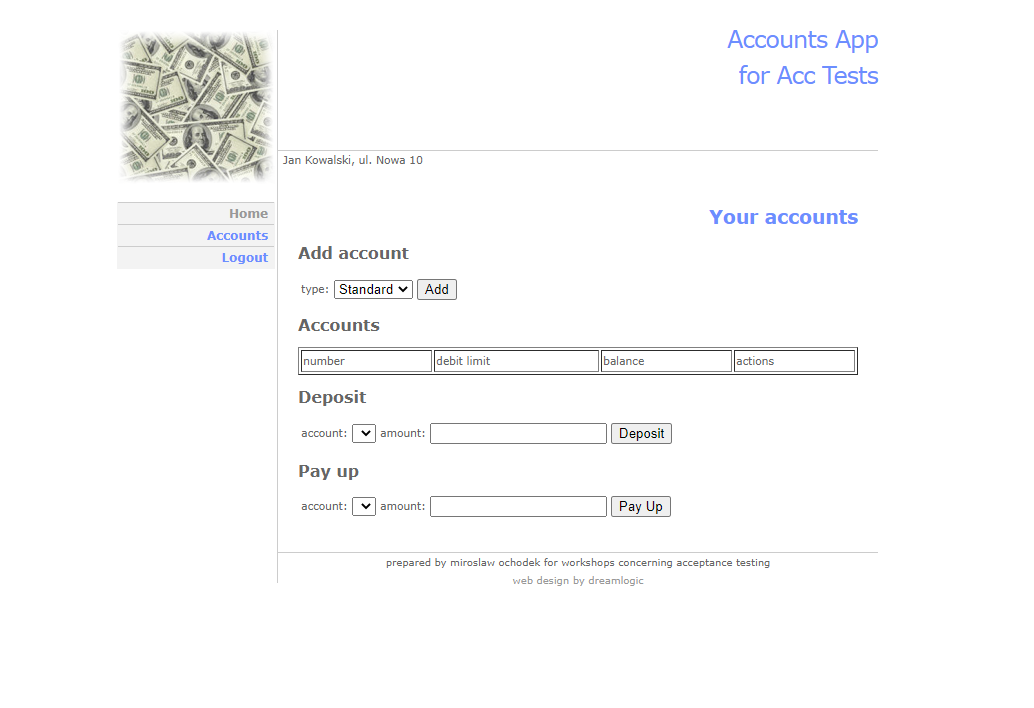 Accounts App
for Acc Tests
Jan Kowalski, ul. Nowa 10
Home
Accounts
Logout
Your accounts
Add account
type: Standard Add
Accounts
number debit limit balance actions
Deposit
account: amount: Deposit
Pay up
account: amount: Pay Up
prepared by miroslaw ochodek for workshops concerning acceptance testing
web design by dreamlogic